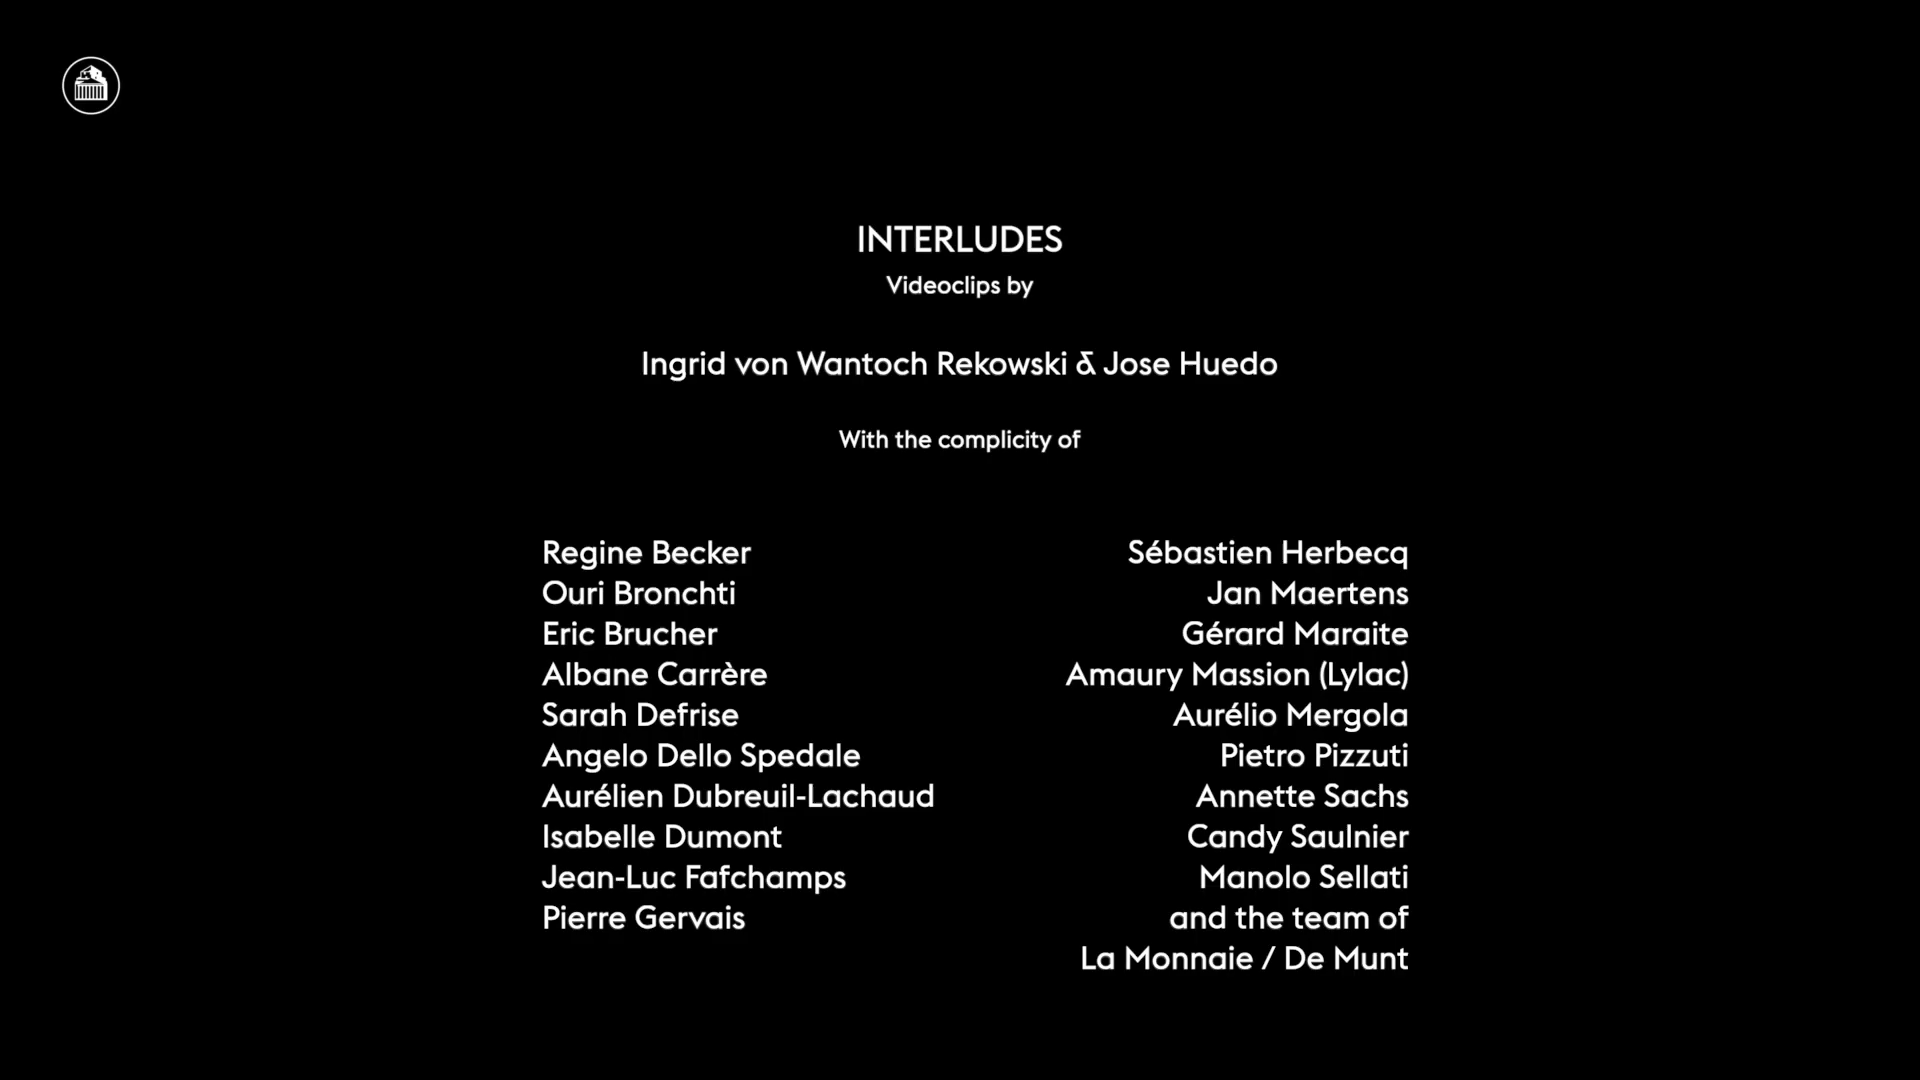 INTERLUDES
Videoclips by
Ingrid von Wantoch Rekowski & Jose Huedo
With the complicity of
Regine Becker
Ouri Bronchti
Eric Brucher
Albane Carrère
Sarah Defrise
Angelo Dello Spedale
Aurélien Dubreuil-Lachaud
Isabelle Dumont
Jean-Luc Fafchamps
Pierre Gervais
Sébastien Herbecq
Jan Maertens
Gérard Maraite
Amaury Massion (Lylac)
Aurélio Mergola
Pietro Pizzuti
Annette Sachs
Candy Saulnier
Manolo Sellati
and the team of
La Monnaie / De Munt